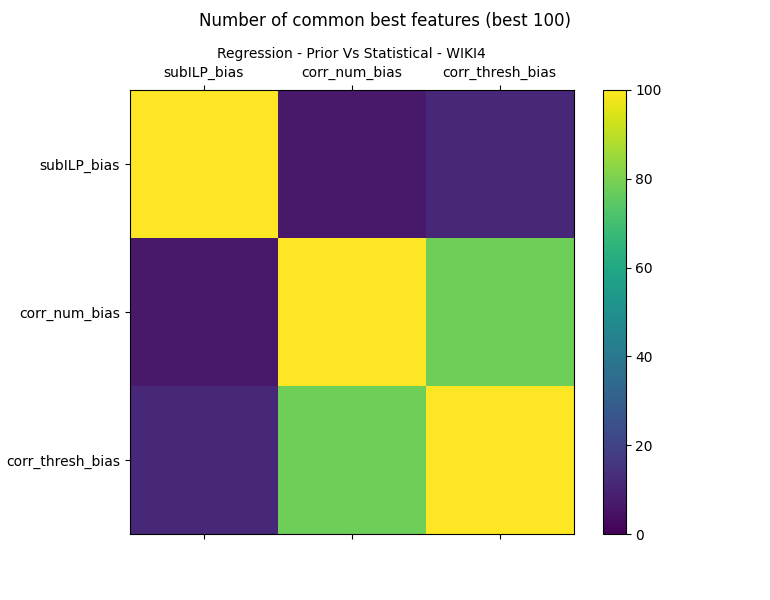 Number of common best features (best 100)
Regression - Prior Vs Statistical - WIKI4
subILP_bias corr_num_bias corr_thresh_bias
subILP_bias
corr_num_bias
corr_thresh_bias
100
80
60
40
20
0